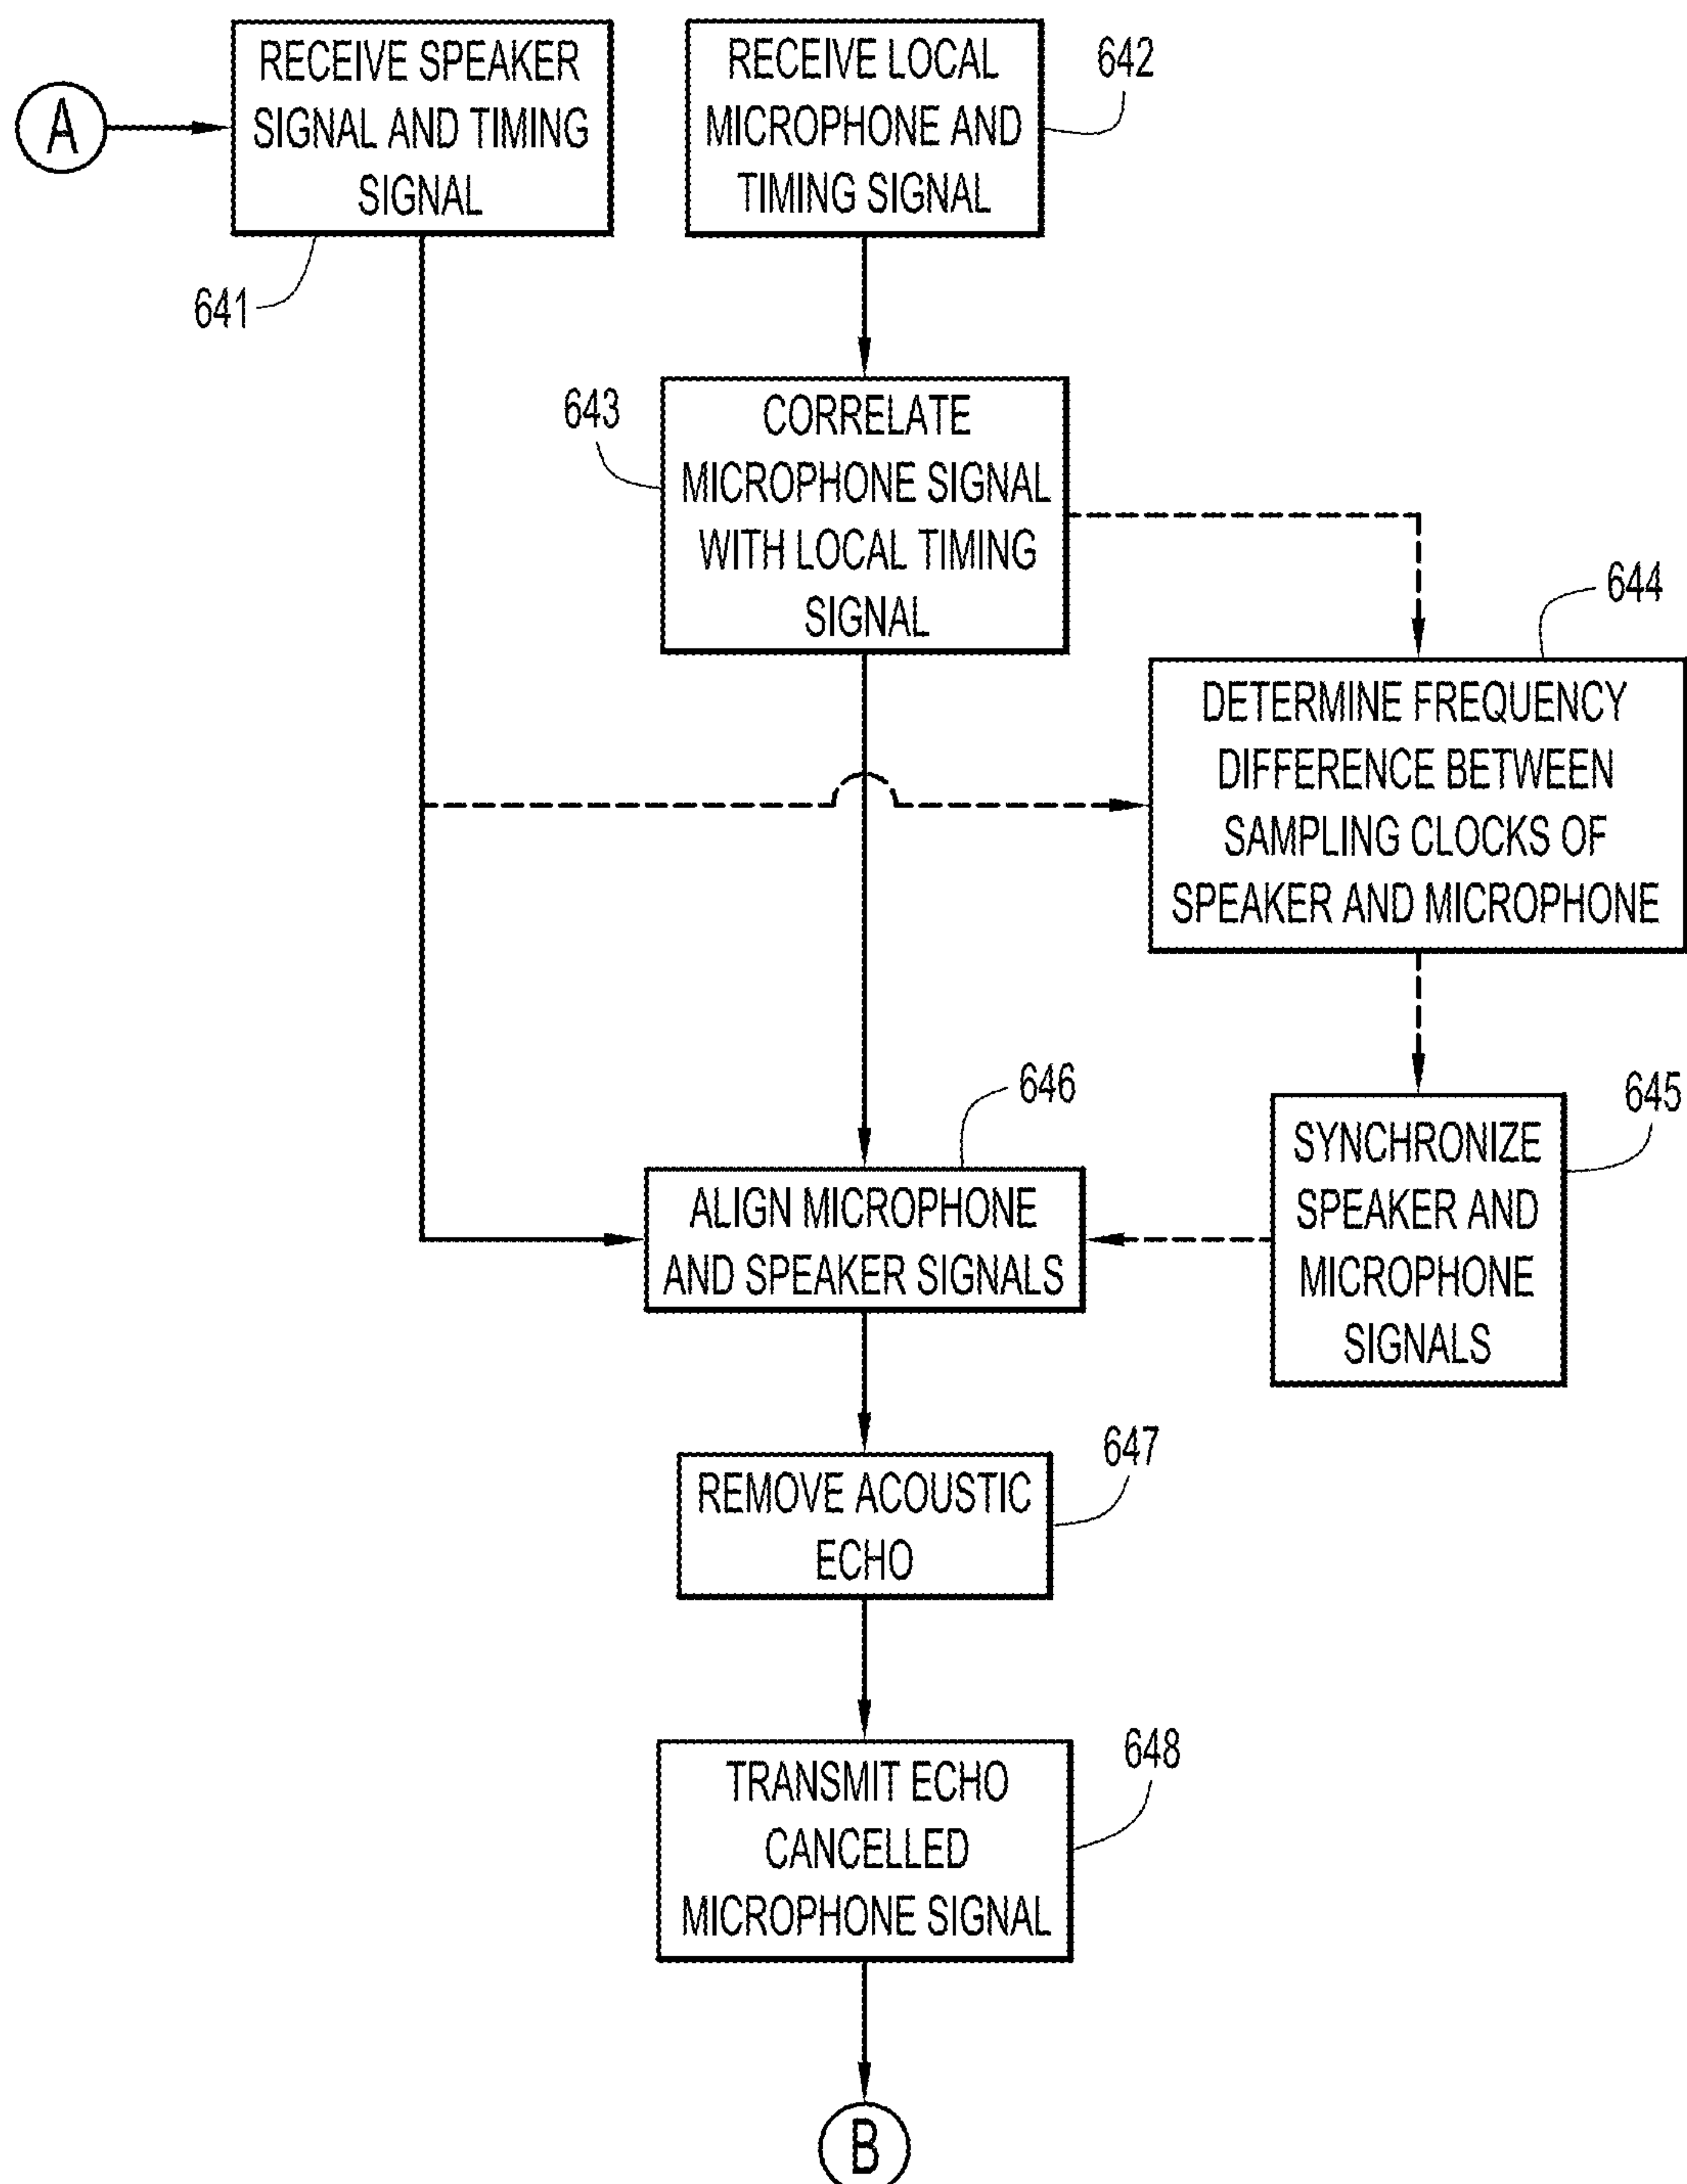 A
RECEIVE SPEAKER
SIGNAL AND TIMING
SIGNAL
641
RECEIVE LOCAL
MICROPHONE AND
TIMING SIGNAL
642
643
CORRELATE
MICROPHONE SIGNAL
WITH LOCAL TIMING
SIGNAL
644
DETERMINE FREQUENCY
DIFFERENCE BETWEEN
SAMPLING CLOCKS OF
SPEAKER AND MICROPHONE
645
SYNCHRONIZE
SPEAKER AND
MICROPHONE
SIGNALS
646
ALIGN MICROPHONE
AND SPEAKER SIGNALS
647
REMOVE ACOUSTIC
ECHO
648
TRANSMIT ECHO
CANCELLED
MICROPHONE SIGNAL
B